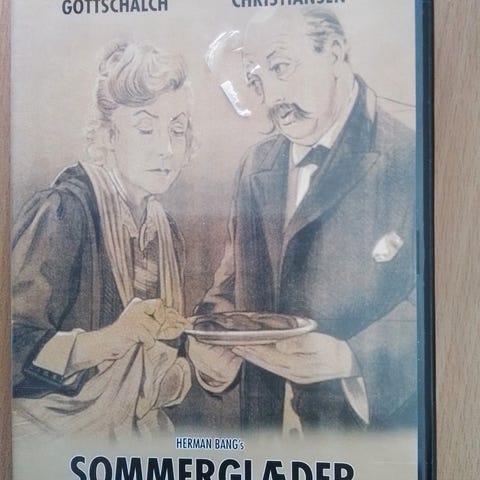 GOTTSCHALCH
CHRISTIANSEN
HERMAN BANG's
SOMMERGLÆDER